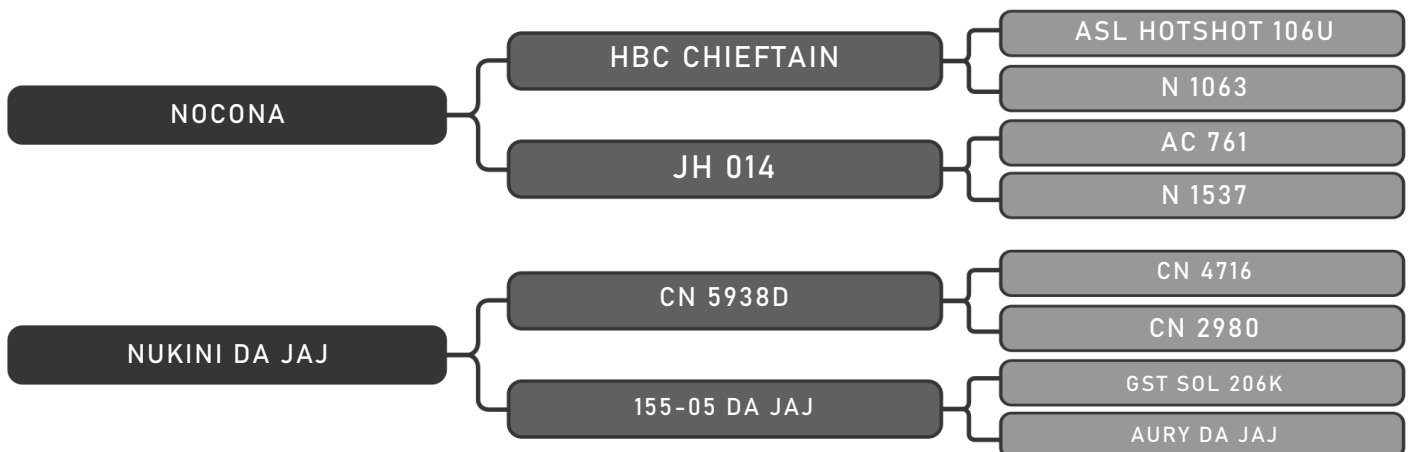 NOCONA
HBC CHIEFTAIN
ASL HOTSHOT 106U
N 1063
JH 014
AC 761
N 1537
NUKINI DA JAJ
CN 5938D
CN 4716
CN 2980
155-05 DA JAJ
GST SOL 206K
AURY DA JAJ